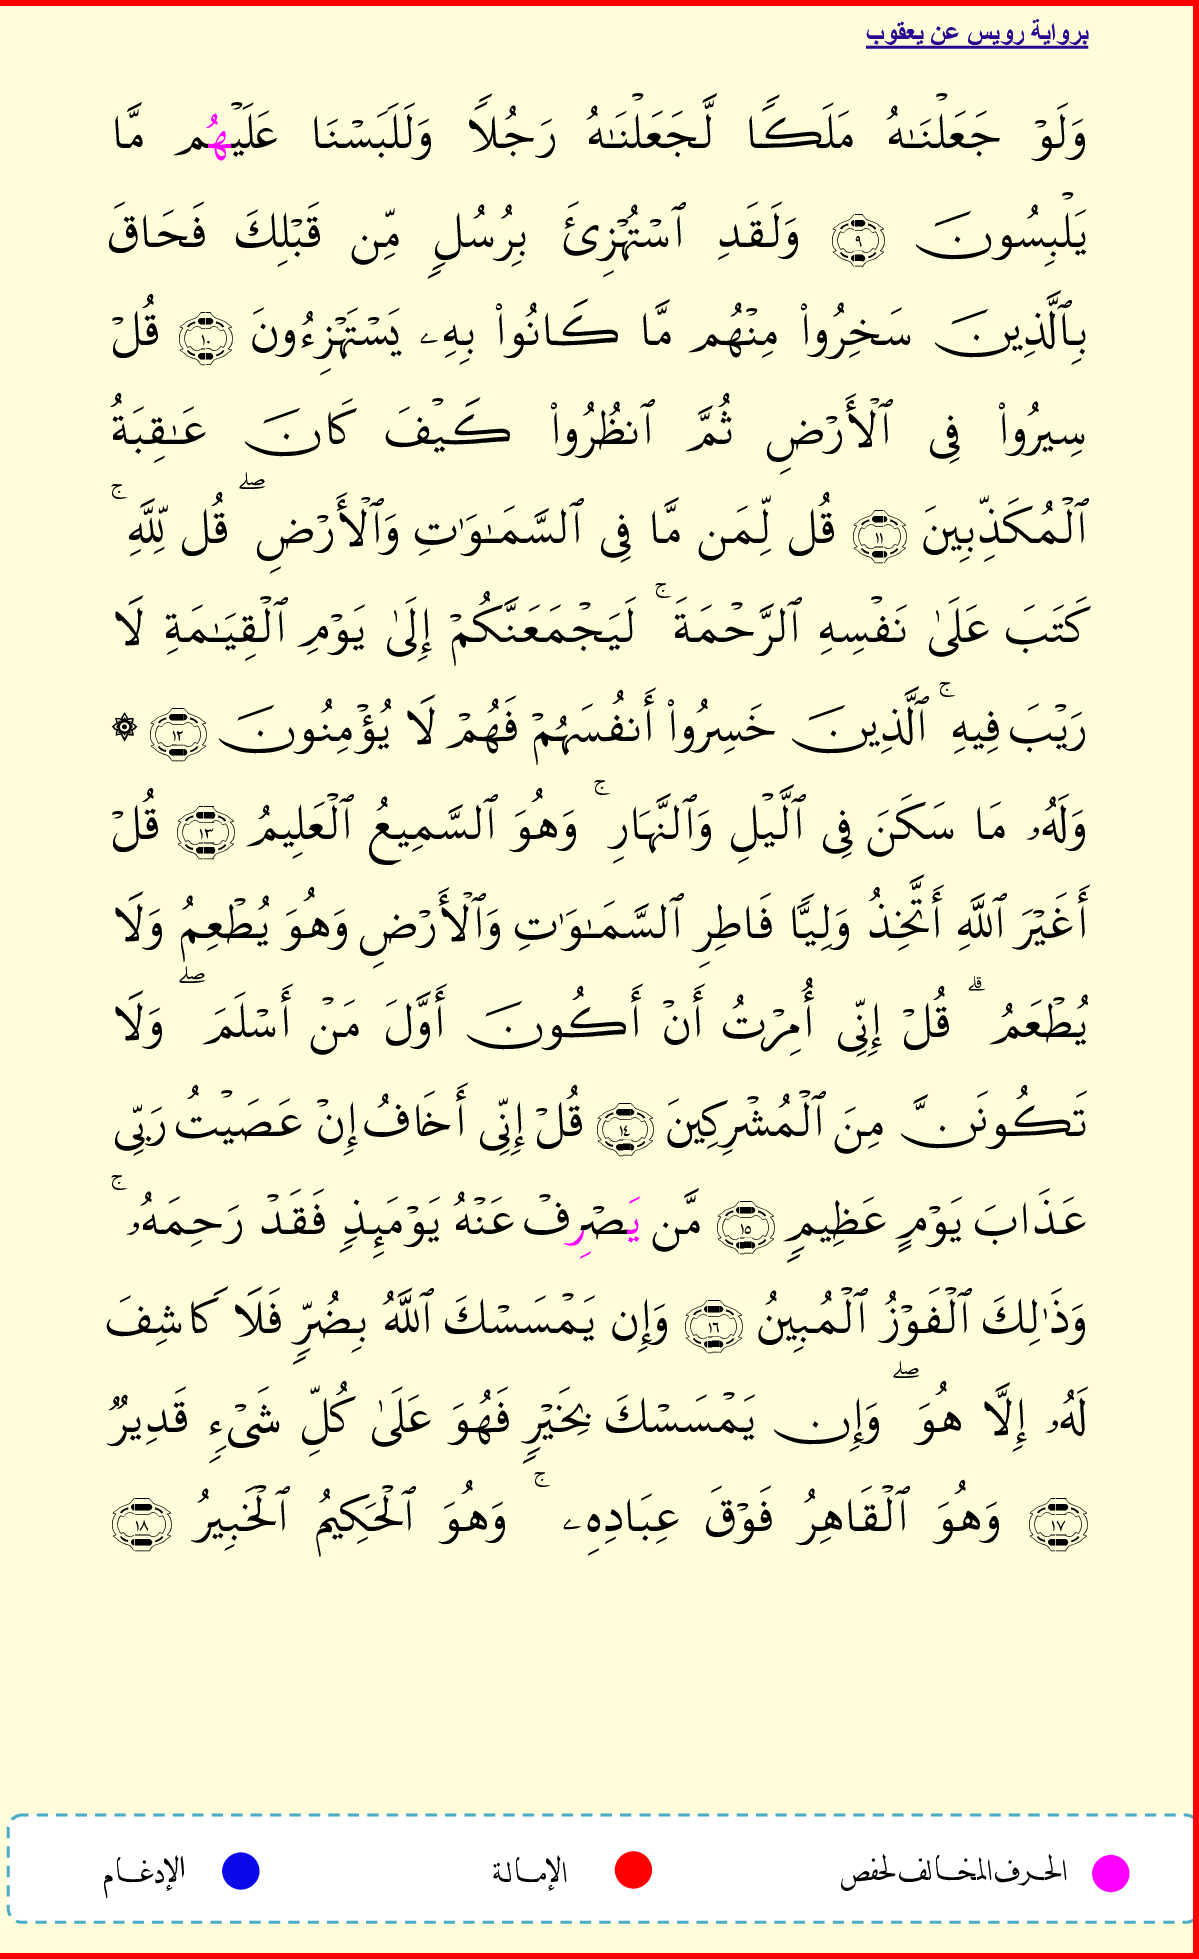 برواية رويس عن يعقوب
وَلَوْ جَعَلْنَـٰهُ مَلَكًا لَّجَعَلْنَـٰهُ رَجُلًا وَلَلَبَسْنَا عَلَيْهُم مَّا
يَلْبِسُونَ ٩ وَلَقَدِ ٱسْتُهْزِئَ بِرُسُلٍ مِّن قَبْلِكَ فَحَاقَ
بِٱلَّذِينَ سَخِرُوا۟ مِنْهُم مَّا كَانُوا۟ بِهِۦ يَسْتَهْزِءُونَ ١٠ قُلْ
سِيرُوا۟ فِى ٱلْأَرْضِ ثُمَّ ٱنظُرُوا۟ كَيْفَ كَانَ عَـٰقِبَةُ
ٱلْمُكَذِّبِينَ ١١ قُل لِّمَن مَّا فِى ٱلسَّمَـٰوَٰتِ وَٱلْأَرْضِ ۖ قُل لِّلَّهِ ۚ
كَتَبَ عَلَىٰ نَفْسِهِ ٱلرَّحْمَةَ ۚ لَيَجْمَعَنَّكُمْ إِلَىٰ يَوْمِ ٱلْقِيَـٰمَةِ لَا
رَيْبَ فِيهِ ۚ ٱلَّذِينَ خَسِرُوا۟ أَنفُسَهُمْ فَهُمْ لَا يُؤْمِنُونَ ١٢ ۞
وَلَهُۥ مَا سَكَنَ فِى ٱلَّيْلِ وَٱلنَّهَارِ ۚ وَهُوَ ٱلسَّمِيعُ ٱلْعَلِيمُ ١٣ قُلْ
أَغَيْرَ ٱللَّهِ أَتَّخِذُ وَلِيًّا فَاطِرِ ٱلسَّمَـٰوَٰتِ وَٱلْأَرْضِ وَهُوَ يُطْعِمُ وَلَا
يُطْعَمُ ۗ قُلْ إِنِّى أُمِرْتُ أَنْ أَكُونَ أَوَّلَ مَنْ أَسْلَمَ ۖ وَلَا
تَكُونَنَّ مِنَ ٱلْمُشْرِكِينَ ١٤ قُلْ إِنِّى أَخَافُ إِنْ عَصَيْتُ رَبِّى
عَذَابَ يَوْمٍ عَظِيمٍ ١٥ مَّن يَصْرِفْ عَنْهُ يَوْمَئِذٍ فَقَدْ رَحِمَهُۥ ۚ
وَذَٰلِكَ ٱلْفَوْزُ ٱلْمُبِينُ ١٦ وَإِن يَمْسَسْكَ ٱللَّهُ بِضُرٍّ فَلَا كَاشِفَ
لَهُۥ إِلَّا هُوَ ۖ وَإِن يَمْسَسْكَ بِخَيْرٍ فَهُوَ عَلَىٰ كُلِّ شَىْءٍ قَدِيرٌ
١٧ وَهُوَ ٱلْقَاهِرُ فَوْقَ عِبَادِهِۦ ۚ وَهُوَ ٱلْحَكِيمُ ٱلْخَبِيرُ ١٨
الحرف المخالف لحفص الإمالة الإدغام